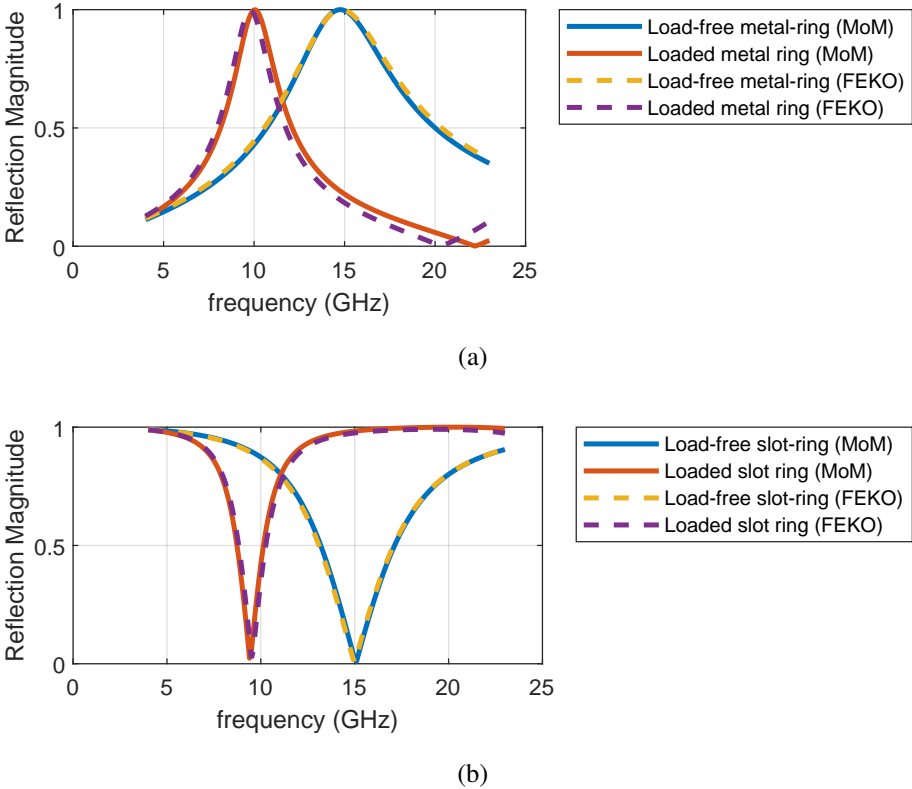 1
0.5
0
Reflection Magnitude
0
5
10
15
20
25
frequency (GHz)
Load-free metal-ring (MoM)
Loaded metal ring (MoM)
Load-free metal-ring (FEKO)
Loaded metal ring (FEKO)
(a)
1
0.5
0
Reflection Magnitude
0
5
10
15
20
25
frequency (GHz)
Load-free slot-ring (MoM)
Loaded slot ring (MoM)
Load-free slot-ring (FEKO)
Loaded slot ring (FEKO)
(b)